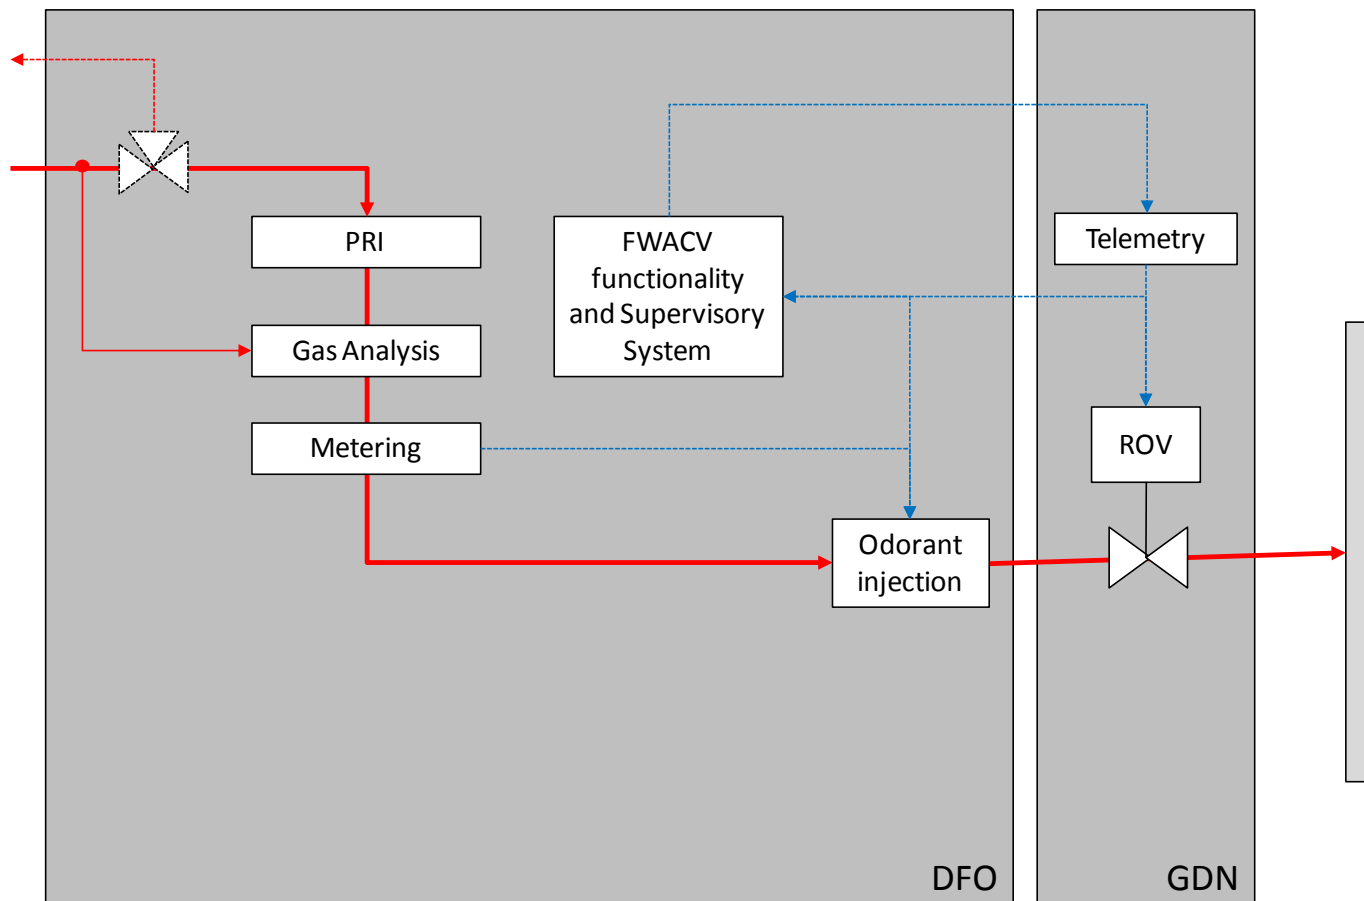 PRI
Gas Analysis
Metering
FWACV
functionality
and Supervisory
System
Odorant
injection
DFO
Telemetry
ROV
GDN